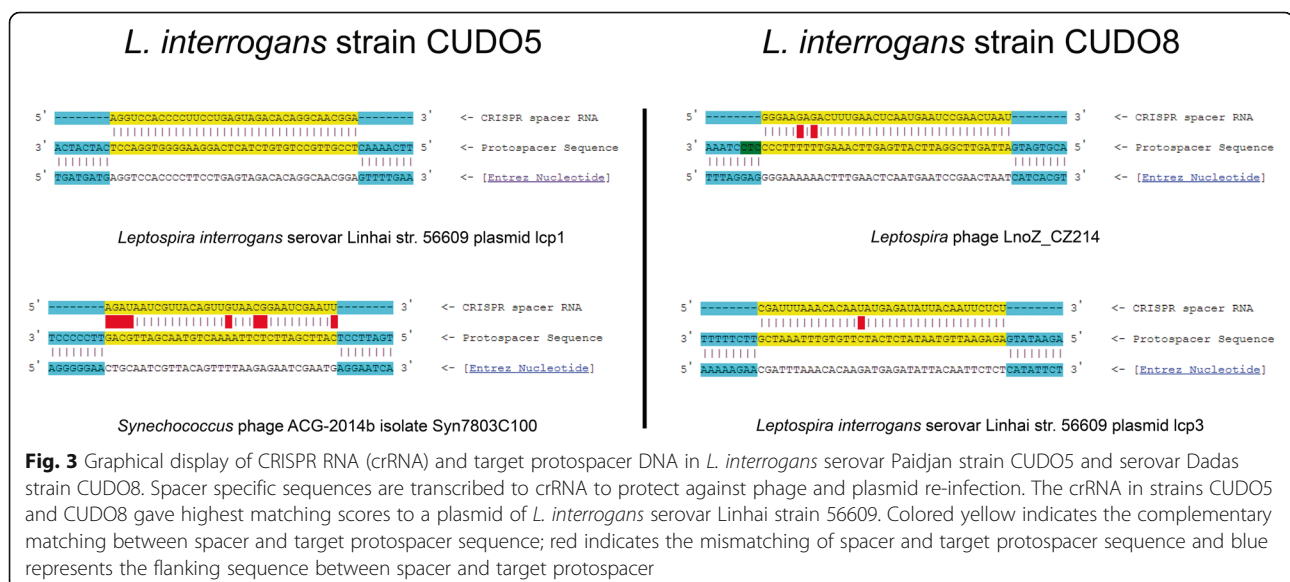 L. interrogans strain CUDO5
5' --------AGGUCCACCCCUUCCUGAGUAGACACAGGCAACGGA-------- 3' <- CRISPR spacer RNA
3' ACTACTACTCCAGGTGGGGAAGGACTCATCTGTGTCCGTTGCCTCAAAACTT 5' <- Protospacer Sequence
5' TGATGATGAGGTCCACCCCTTCCTGAGTAGACACAGGCAACGGAGTTTTGAA 3' <- [Entrez Nucleotide]
Leptospira interrogans serovar Linhai str. 56609 plasmid lcp1
5' --------AGAUAAUCGUUACAGUUGUAACGGAAUCGAAUU-------- 3' <- CRISPR spacer RNA
3' TCCCCCTTGACGTTAGCAATGTCAAAATTCTCTTAGCTTACTCCTTAGT 5' <- Protospacer Sequence
5' AGGGGGAACTGCAATCGTTACAGTTTTAAGAGAATCGAATGAGGAATCA 3' <- [Entrez Nucleotide]
Synechococcus phage ACG-2014b isolate Syn7803C100
L. interrogans strain CUDO8
5' --------GGGAAGAGACUUUGAACUCAAUGAAUCCGAACUAAU-------- 3' <- CRISPR spacer RNA
3' AAATCCTCCCCTTTTTTGAAACTTGAGTTACTTAGGCTTGATTAGTAGTGCA 5' <- Protospacer Sequence
5' TTTAGGAGGGGAAAAAACTTTGAACTCAATGAATCCGAACTAATCATCACGT 3' <- [Entrez Nucleotide]
Leptospira phage LnoZ_CZ214
5' --------CGAUUUAAACACAAUAUGAGAUAUUACAAUUCUCU-------- 3' <- CRISPR spacer RNA
3' TTTTTCTTGCTAAATTTGTGTTCTACTCTATAATGTTAAGAGAGTATAAGA 5' <- Protospacer Sequence
5' AAAAAGAACGATTTAAACACAAGATGAGATATTACAATTCTCTCATATTCT 3' <- [Entrez Nucleotide]
Leptospira interrogans serovar Linhai str. 56609 plasmid lcp3
Fig. 3 Graphical display of CRISPR RNA (crRNA) and target protospacer DNA in L. interrogans serovar Paidjan strain CUDO5 and serovar Dadas
strain CUDO8. Spacer specific sequences are transcribed to crRNA to protect against phage and plasmid re-infection. The crRNA in strains CUDO5
and CUDO8 gave highest matching scores to a plasmid of L. interrogans serovar Linhai strain 56609. Colored yellow indicates the complementary
matching between spacer and target protospacer sequence; red indicates the mismatching of spacer and target protospacer sequence and blue
represents the flanking sequence between spacer and target protospacer